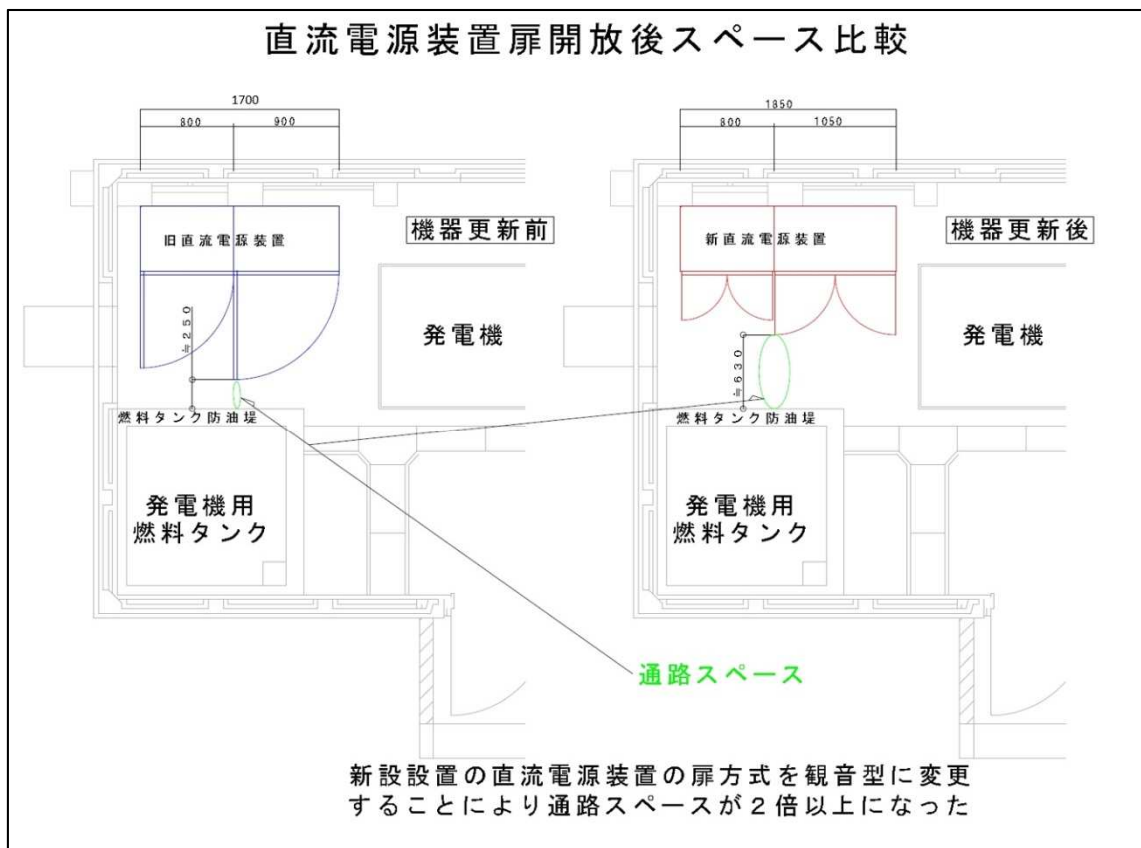 直流電源装置扉開放後スペース比較
1700
800
900
旧直流電源装置
機器更新前
発電機
≒250
燃料タンク防油堤
発電機用
燃料タンク
1850
800
1050
新直流電源装置
機器更新後
発電機
≒630
燃料タンク防油堤
発電機用
燃料タンク
通路スペース
新設設置の直流電源装置の扉方式を観音型に変更
することにより通路スペースが２倍以上になった